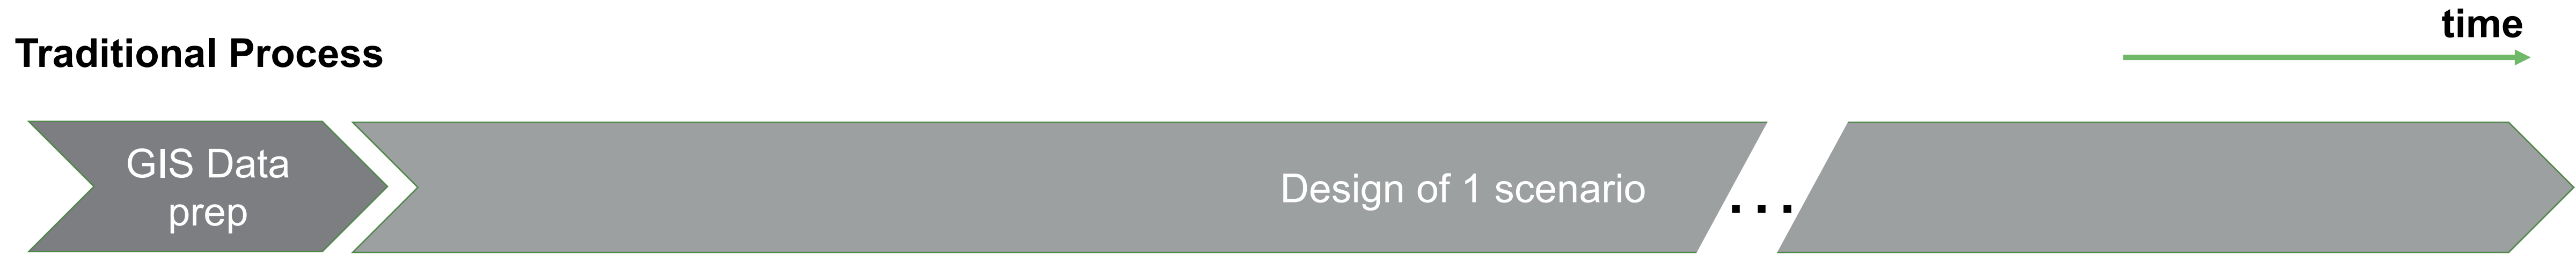 time
Traditional Process
GIS Data
prep
Design of 1 scenario
...